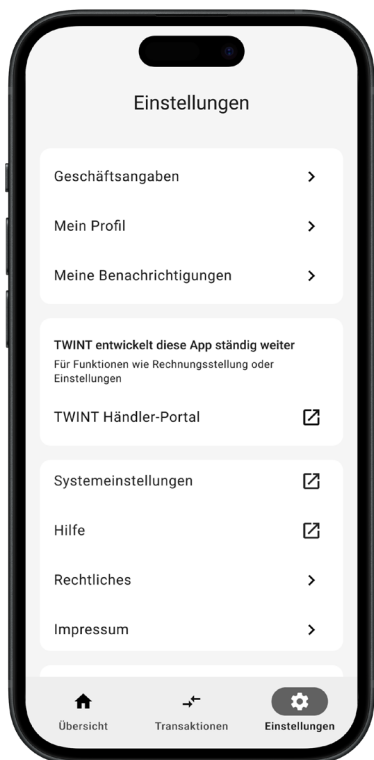 Einstellungen
Geschäftsangaben
Mein Profil
Meine Benachrichtigungen
TWINT entwickelt diese App ständig weiter
Für Funktionen wie Rechnungsstellung oder
Einstellungen
TWINT Händler-Portal
Systemeinstellungen
Hilfe
Rechtliches
Impressum
Übersicht
Transaktionen
Einstellungen